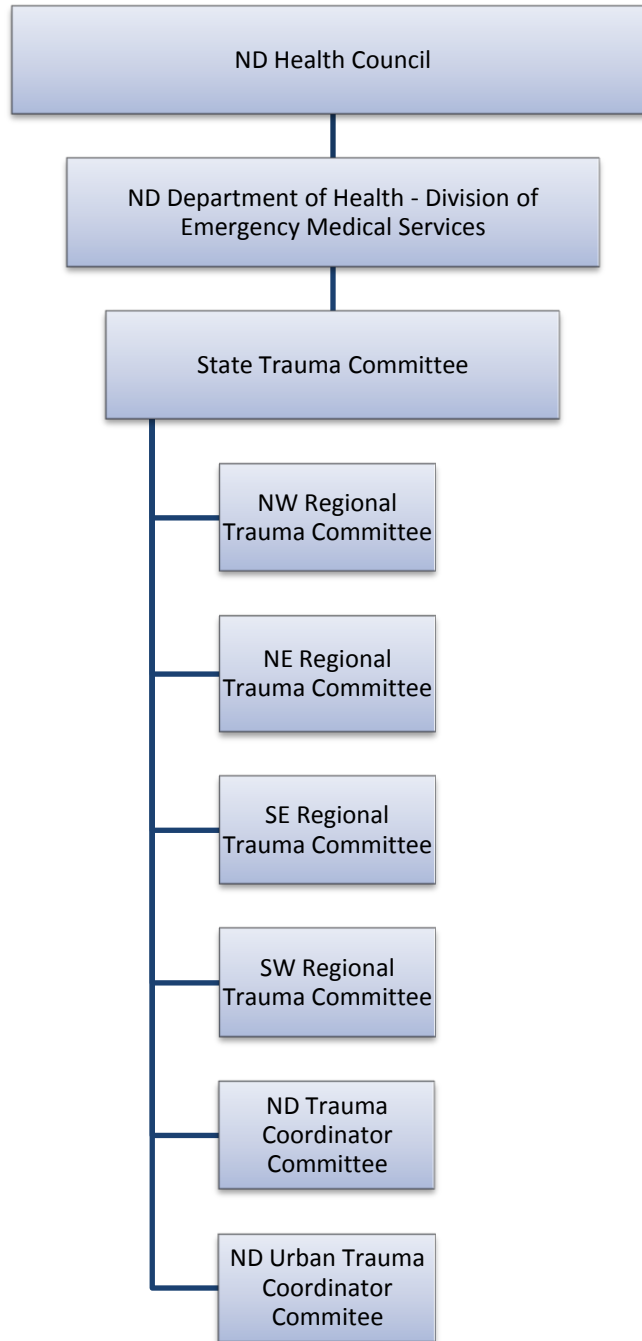 ND Health Council
ND Department of Health - Division of
Emergency Medical Services
State Trauma Committee
NW Regional
Trauma Committee
NE Regional
Trauma Committee
SE Regional
Trauma Committee
SW Regional
Trauma Committee
ND Trauma
Coordinator
Committee
ND Urban Trauma
Coordinator
Commitee